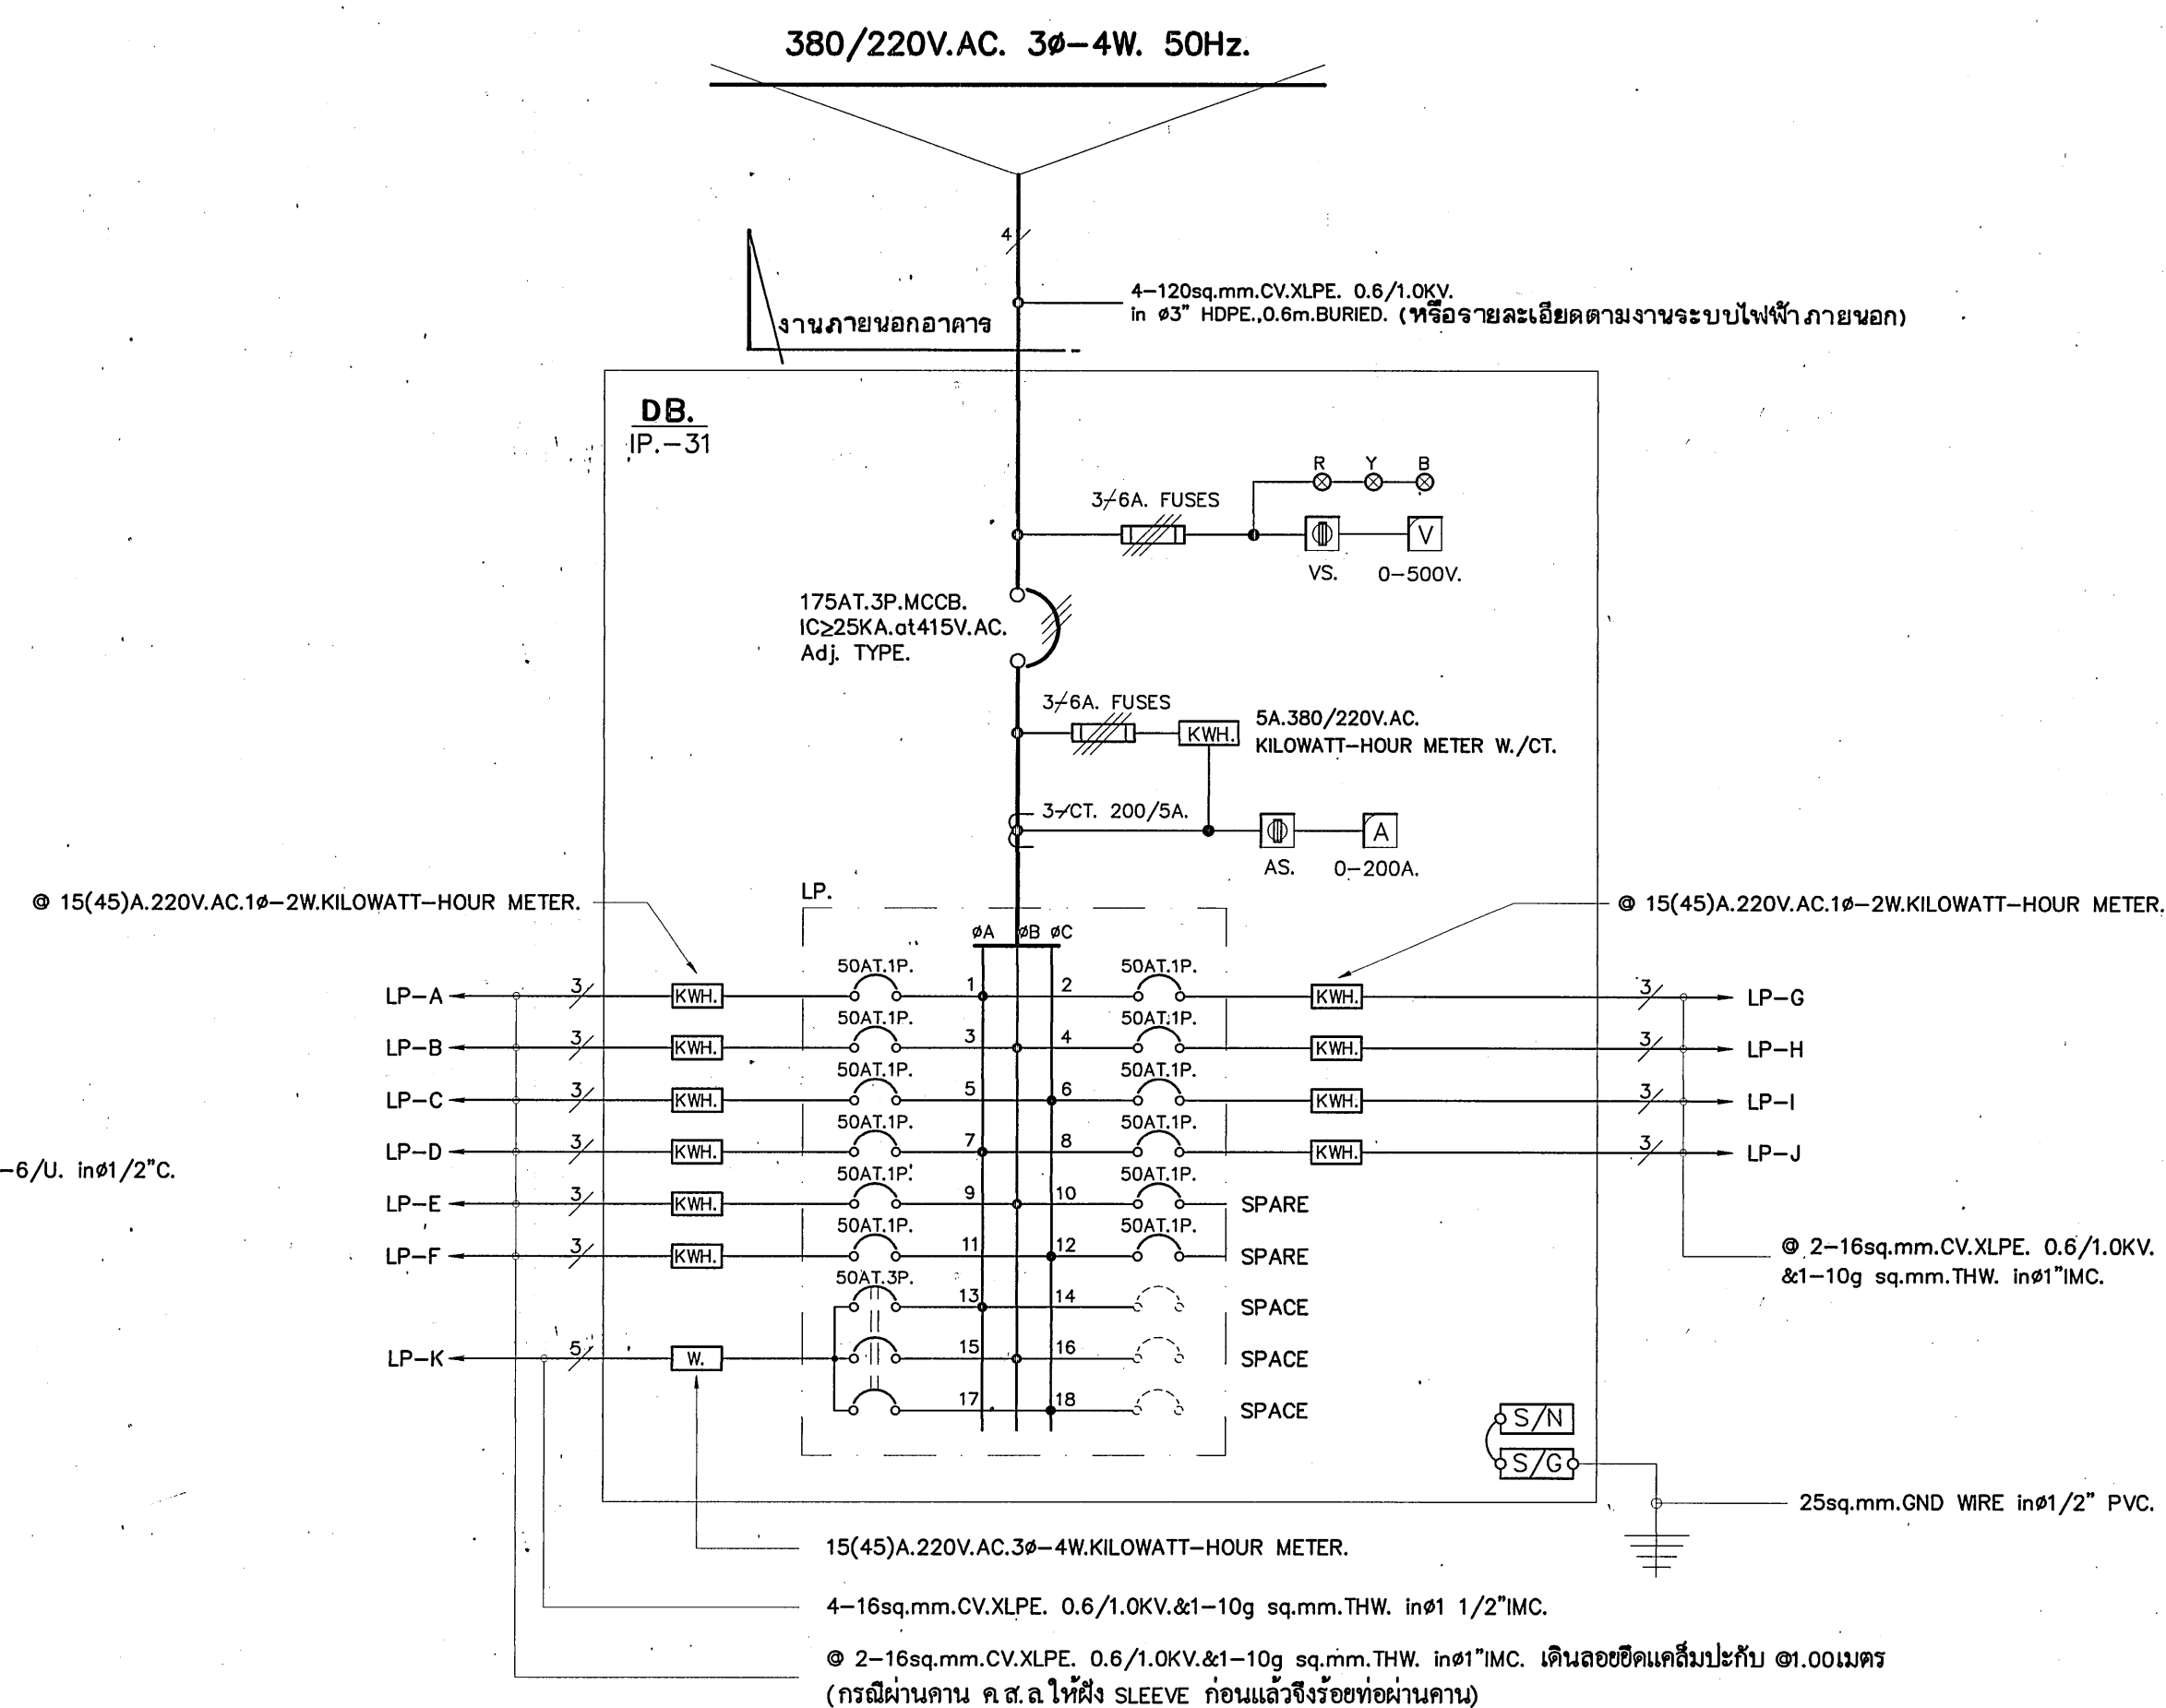 380/220V.AC. 3ø-4W. 50Hz.
4
4-120sq.mm.CV.XLPE. 0.6/1.0KV.
in ø3" HDPE.,0.6m.BURIED. (หรือรายละเอียดตามงานระบบไฟฟ้าภายนอก)
งานภายนอกอาคาร
DB.
IP.-31
R Y B
3-6A. FUSES
V
VS. 0-500V.
175AT.3P.MCCB.
IC≥25KA.at415V.AC.
Adj. TYPE.
3-6A. FUSES
KWH.
5A.380/220V.AC.
KILOWATT-HOUR METER W./CT.
3-CT. 200/5A.
A
AS. 0-200A.
LP.
@ 15(45)A.220V.AC.1ø-2W.KILOWATT-HOUR METER.
@ 15(45)A.220V.AC.1ø-2W.KILOWATT-HOUR METER.
øA øB øC
50AT.1P. 50AT.1P.
LP-A 3 KWH. 1 2 KWH. 3 LP-G
50AT.1P. 50AT.1P.
LP-B 3 KWH. 3 4 KWH. 3 LP-H
50AT.1P. 50AT.1P.
LP-C 3 KWH. 5 6 KWH. 3 LP-I
50AT.1P. 50AT.1P.
LP-D 3 KWH. 7 8 KWH. 3 LP-J
-6/U. inø1/2"C.
50AT.1P. 50AT.1P.
LP-E 3 KWH. 9 10 SPARE
50AT.1P. 50AT.1P.
LP-F 3 KWH. 11 12 SPARE
@ 2-16sq.mm.CV.XLPE. 0.6/1.0KV.
&1-10g sq.mm.THW. inø1"IMC.
50AT.3P.
13 14 SPACE
LP-K 5 W. 15 16 SPACE
17 18 SPACE
S/N
S/G
25sq.mm.GND WIRE inø1/2" PVC.
15(45)A.220V.AC.3ø-4W.KILOWATT-HOUR METER.
4-16sq.mm.CV.XLPE. 0.6/1.0KV.&1-10g sq.mm.THW. inø1 1/2"IMC.
@ 2-16sq.mm.CV.XLPE. 0.6/1.0KV.&1-10g sq.mm.THW. inø1"IMC. เดินลอยยึดแคล็มปะกับ @1.00เมตร
(กรณีผ่านคาน ค.ส.ล.ให้ฝัง SLEEVE ก่อนแล้วจึงร้อยท่อผ่านคาน)